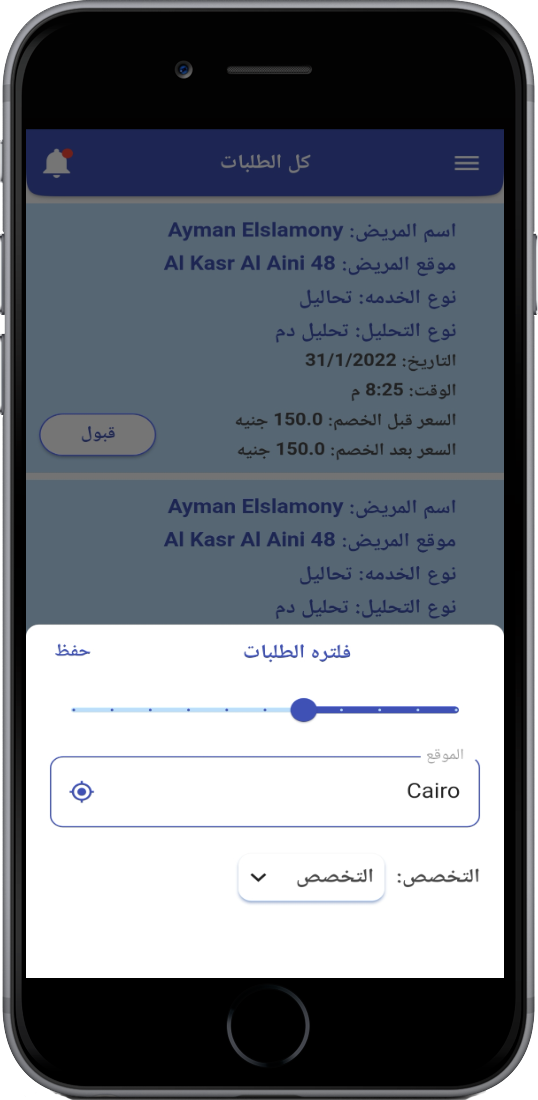 كل الطلبات
اسم المريض: Ayman Elslamony
موقع المريض: Al Kasr Al Aini 48
نوع الخدمه: تحاليل
نوع التحليل: تحليل دم
التاريخ: 31/1/2022
الوقت: 8:25 م
السعر قبل الخصم: 150.0 جنيه
السعر بعد الخصم: 150.0 جنيه
قبول
اسم المريض: Ayman Elslamony
موقع المريض: Al Kasr Al Aini 48
نوع الخدمه: تحاليل
نوع التحليل: تحليل دم
فلتره الطلبات
حفظ
الموقع
Cairo
التخصص: التخصص